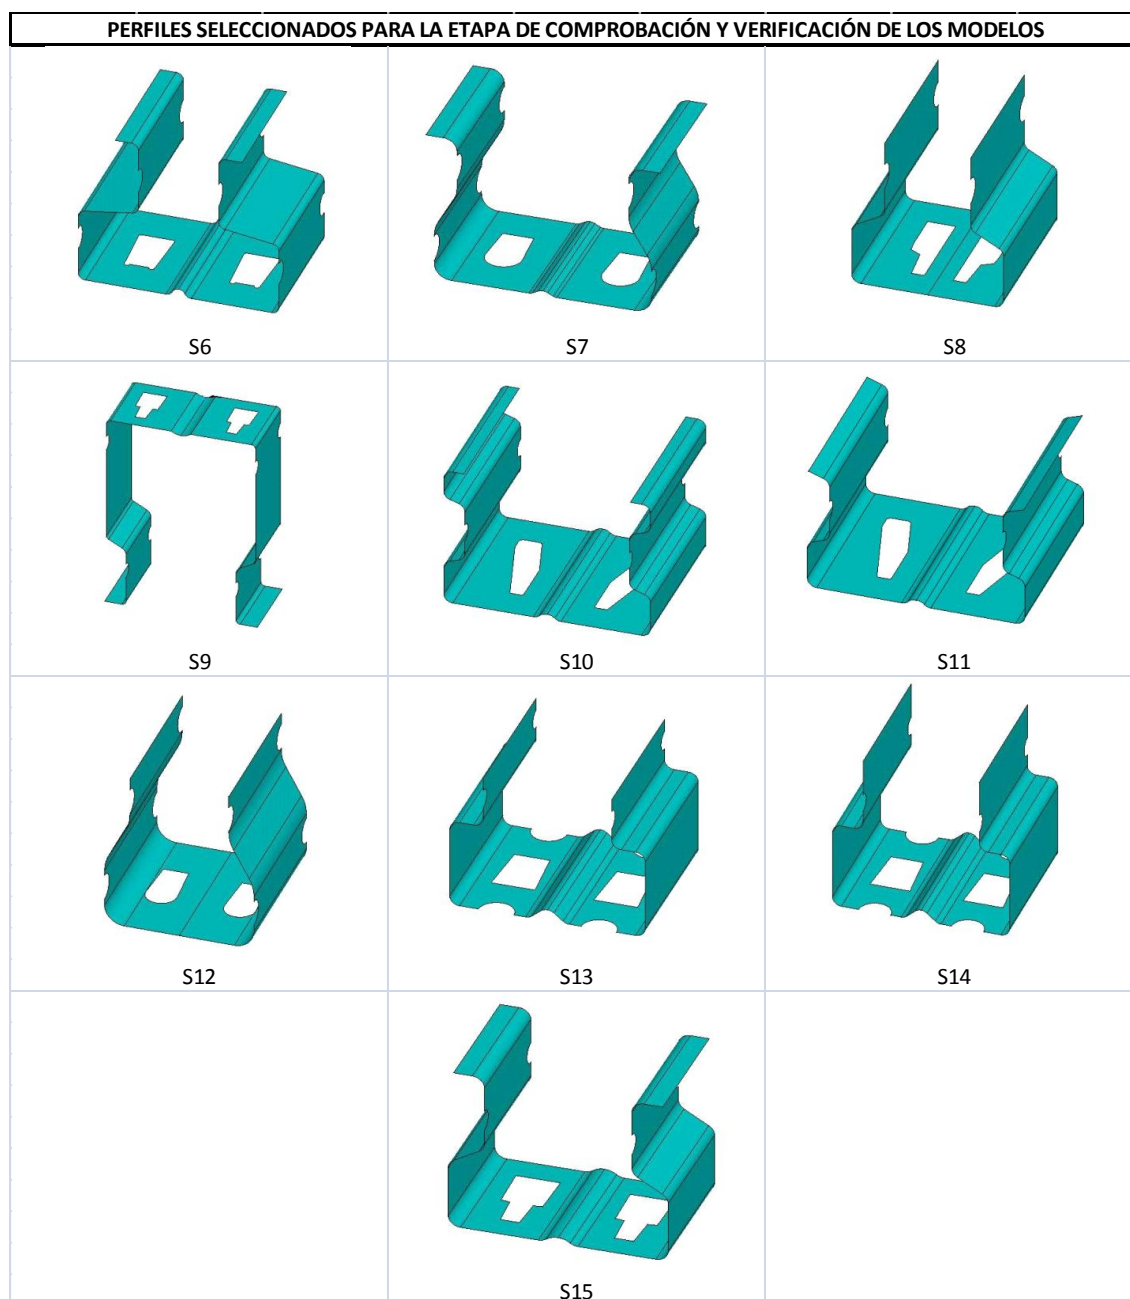 PERFILES SELECCIONADOS PARA LA ETAPA DE COMPROBACIÓN Y VERIFICACIÓN DE LOS MODELOS
S6 S7 S8
S9 S10 S11
S12 S13 S14
S15